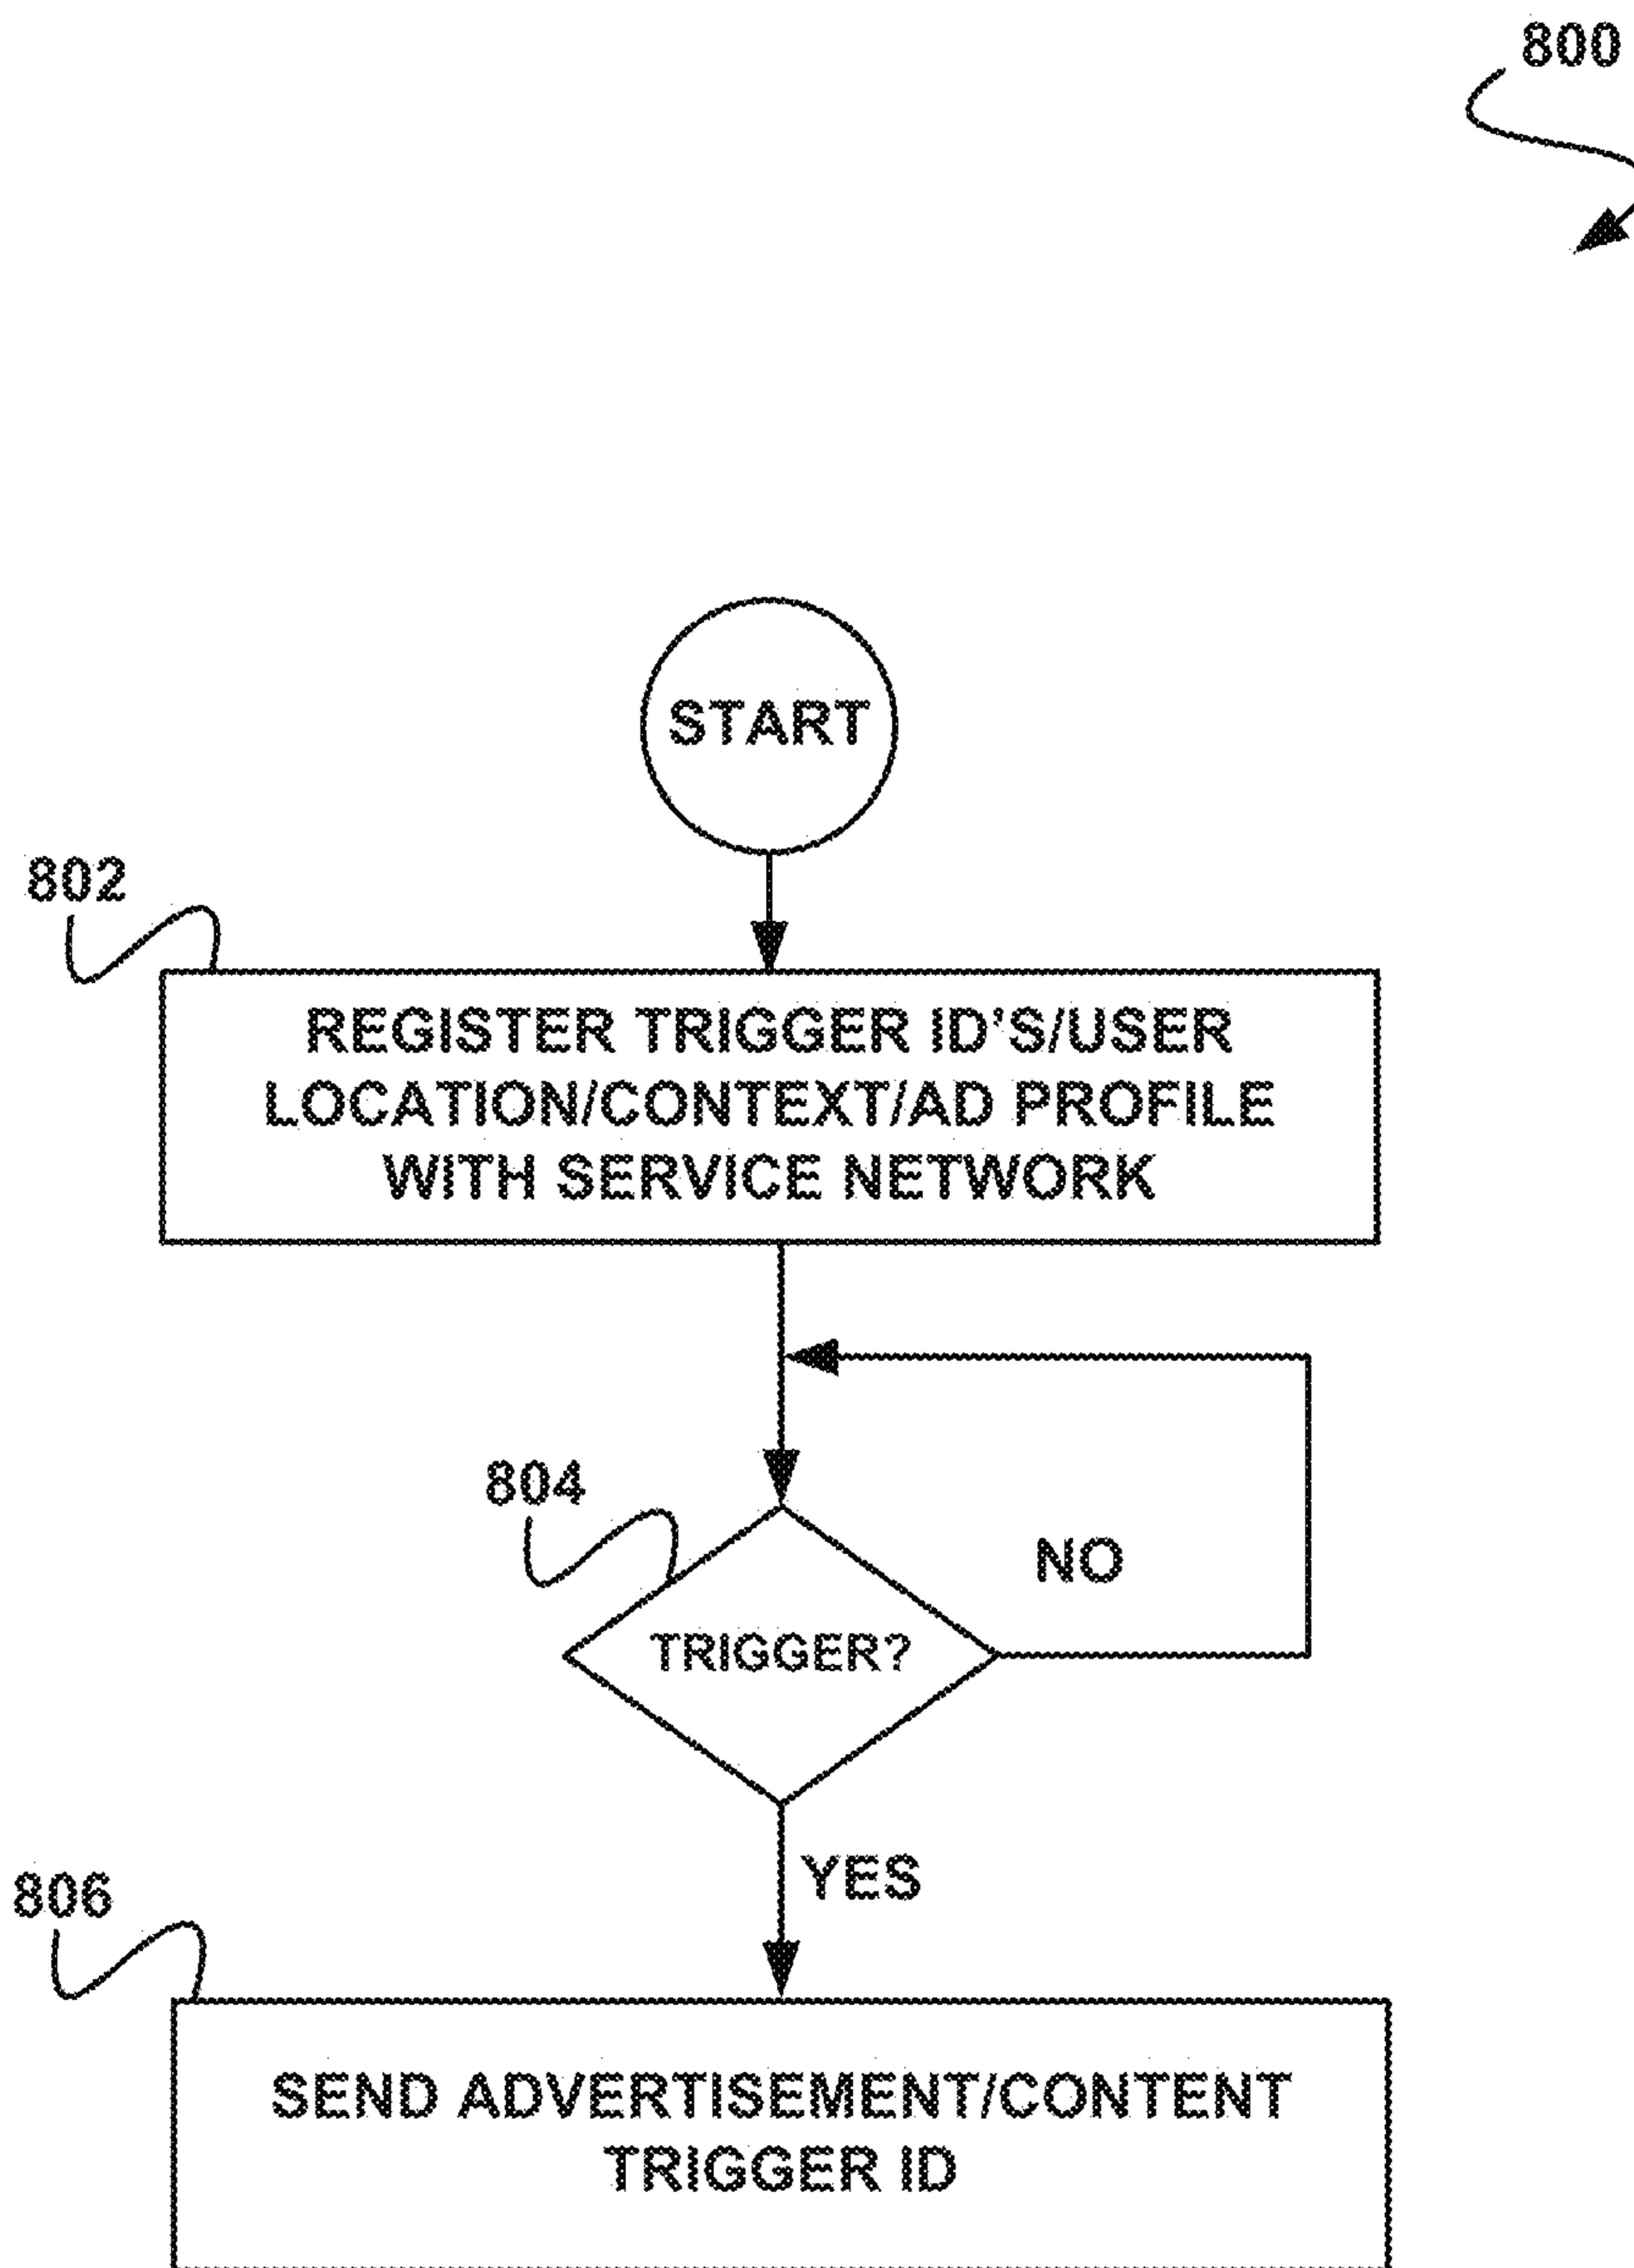 800
START
802
REGISTER TRIGGER ID'S/USER
LOCATION/CONTEXT/AD PROFILE
WITH SERVICE NETWORK
804
NO
TRIGGER?
YES
806
SEND ADVERTISEMENT/CONTENT
TRIGGER ID